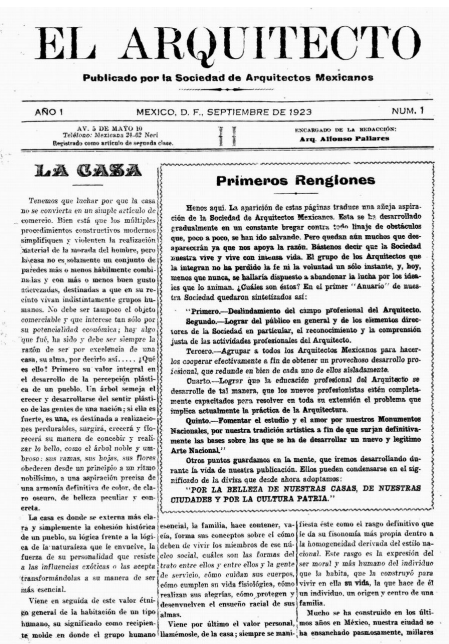 EL ARQUITECTO
Publicado por la Sociedad de Arquitectos Mexicanos
AÑO 1
MEXICO, D. F., SEPTIEMBRE DE 1923
NUM. 1
AV. 5 DE MAYO 10
Teléfono: Mexicana 24-62 Neri
Registrado como artículo de segunda clase.
ENCARGADO DE LA REDACCIÓN:
Arq. Alfonso Pallares
LA CASA
Tenemos que luchar por que la casa
no se convierta en un simple artículo de
comercio. Bien está que los múltiples
procedimientos constructivos modernos
simplifiquen y violenten la realización
material de la morada del hombre, pero
la casa no es solamente un conjunto de
paredes más o menos hábilmente combi-
nadas y con más o menos buen gusto
aderezadas, destinadas a que en su re-
cinto vivan indistintamente grupos hu-
manos. No debe ser tampoco el objeto
comerciable y que interese tan sólo por
su potencialidad económica; hay algo
que fué, ha sido y debe ser siempre la
razón de ser por excelencia de una
casa, su alma, por decirlo así..... ¡Qué
es ello! Primero su valor integral en
el desarrollo de la percepción plásti-
ca de un pueblo. Un árbol semeja el
crecer y desarrollarse del sentir plásti-
co de las gentes de una nación; si ella es
fuerte, es una, es destinada a realizacio-
nes perdurables, surgirá, crecerá y flo-
recerá su manera de concebir y reali-
zar lo bello, como el árbol noble y um-
broso: sus ramas, sus hojas, sus flores
obedecen desde un principio a un ritmo
nobilísimo, a una aspiración precisa de
una armonía definitiva de color, de cla-
ro oscuro, de belleza peculiar y con-
creta.
La casa es donde se externa más cla-
ra y simplemente la cohesión histórica
de un pueblo, su lógica frente a la lógi-
ca de la naturaleza que le envuelve, la
fuerza de su personalidad que resiste
a las influencias exóticas o las acepta
transformándolas a su manera de ser
más esencial.
Viene en seguida de este valor étni-
go general de la habitación de un tipo
humano, su significado como recipien-
te molde en donde el grupo humano
Primeros Renglones
Henos aquí. La aparición de estas páginas traduce una añeja aspira-
ción de la Sociedad de Arquitectos Mexicanos. Esta se ha desarrollado
gradualmente en un constante bregar contra todo linaje de obstáculos
que, poco a poco, se han ido salvando. Pero quedan aún muchos que des-
aparecerán ya que nos apoya la razón. Bástenos decir que la Sociedad
nuestra vive y vive con intensa vida. El grupo de los Arquitectos que
la integran no ha perdido la fe ni la voluntad un sólo instante, y, hoy,
menos que nunca, se hallaría dispuesto a abandonar la lucha por los idea-
les que lo animan. ¿Cuáles son éstos? En el primer "Anuario" de nues-
tra Sociedad quedaron sintetizados así:
"Primero.—Deslindamiento del campo profesional del Arquitecto.
Segundo.—Lograr del público en general y de los elementos direc-
tores de la Sociedad en particular, el reconocimiento y la comprensión
justa de las actividades profesionales del Arquitecto.
Tercero.—Agrupar a todos los Arquitectos Mexicanos para hacer-
los cooperar efectivamente a fin de obtener un provechoso desarrollo pro-
fesional, que redunde en bien de cada uno de ellos aisladamente.
Cuarto.—Lograr que la educación profesional del Arquitecto se
desarrolle de tal manera, que los nuevos profesionistas estén completa-
mente capacitados para resolver en toda su extensión el problema que
implica actualmente la práctica de la Arquitectura.
Quinto.—Fomentar el estudio y el amor por nuestros Monumentos
Nacionales, por nuestra tradición artística a fin de que surjan definitiva-
mente las bases sobre las que se ha de desarrollar un nuevo y legítimo
Arte Nacional."
Otros puntos guardamos en la mente, que iremos desarrollando du-
rante la vida de nuestra publicación. Ellos pueden condensarse en el sig-
nificado de la divisa que desde ahora adoptamos:
"POR LA BELLEZA DE NUESTRAS CASAS, DE NUESTRAS
CIUDADES Y POR LA CULTURA PATRIA."
esencial, la familia, hace contener, va-
cía, forma sus conceptos sobre el cómo
deben de vivir los miembros de ese nú-
cleo social, cuáles son las formas del
trato entre ellos y entre ellos y la gente
de servicio, cómo cuidan sus cuerpos,
cómo cumplen su vida fisiológica, cómo
realizan sus alegrías, cómo protegen y
desenvuelven el ensueño racial de sus
almas.
Viene por último el valor personal,
llamémosle, de la casa; siempre se mani-
fiesta éste como el rasgo definitivo que
le da su fisonomía más propia dentro a
la homogeneidad derivada del estilo na-
cional. Este rasgo es la expresión del
ser moral y más humano del individuo
que la habita, que la construyó para
vivir en ella su vida, la que hace de él
un individuo, un origen y centro de una
familia.
Mucho se ha construido en los últi-
mos años en México, nuestra ciudad se
ha ensanchado pasmosamente, millares